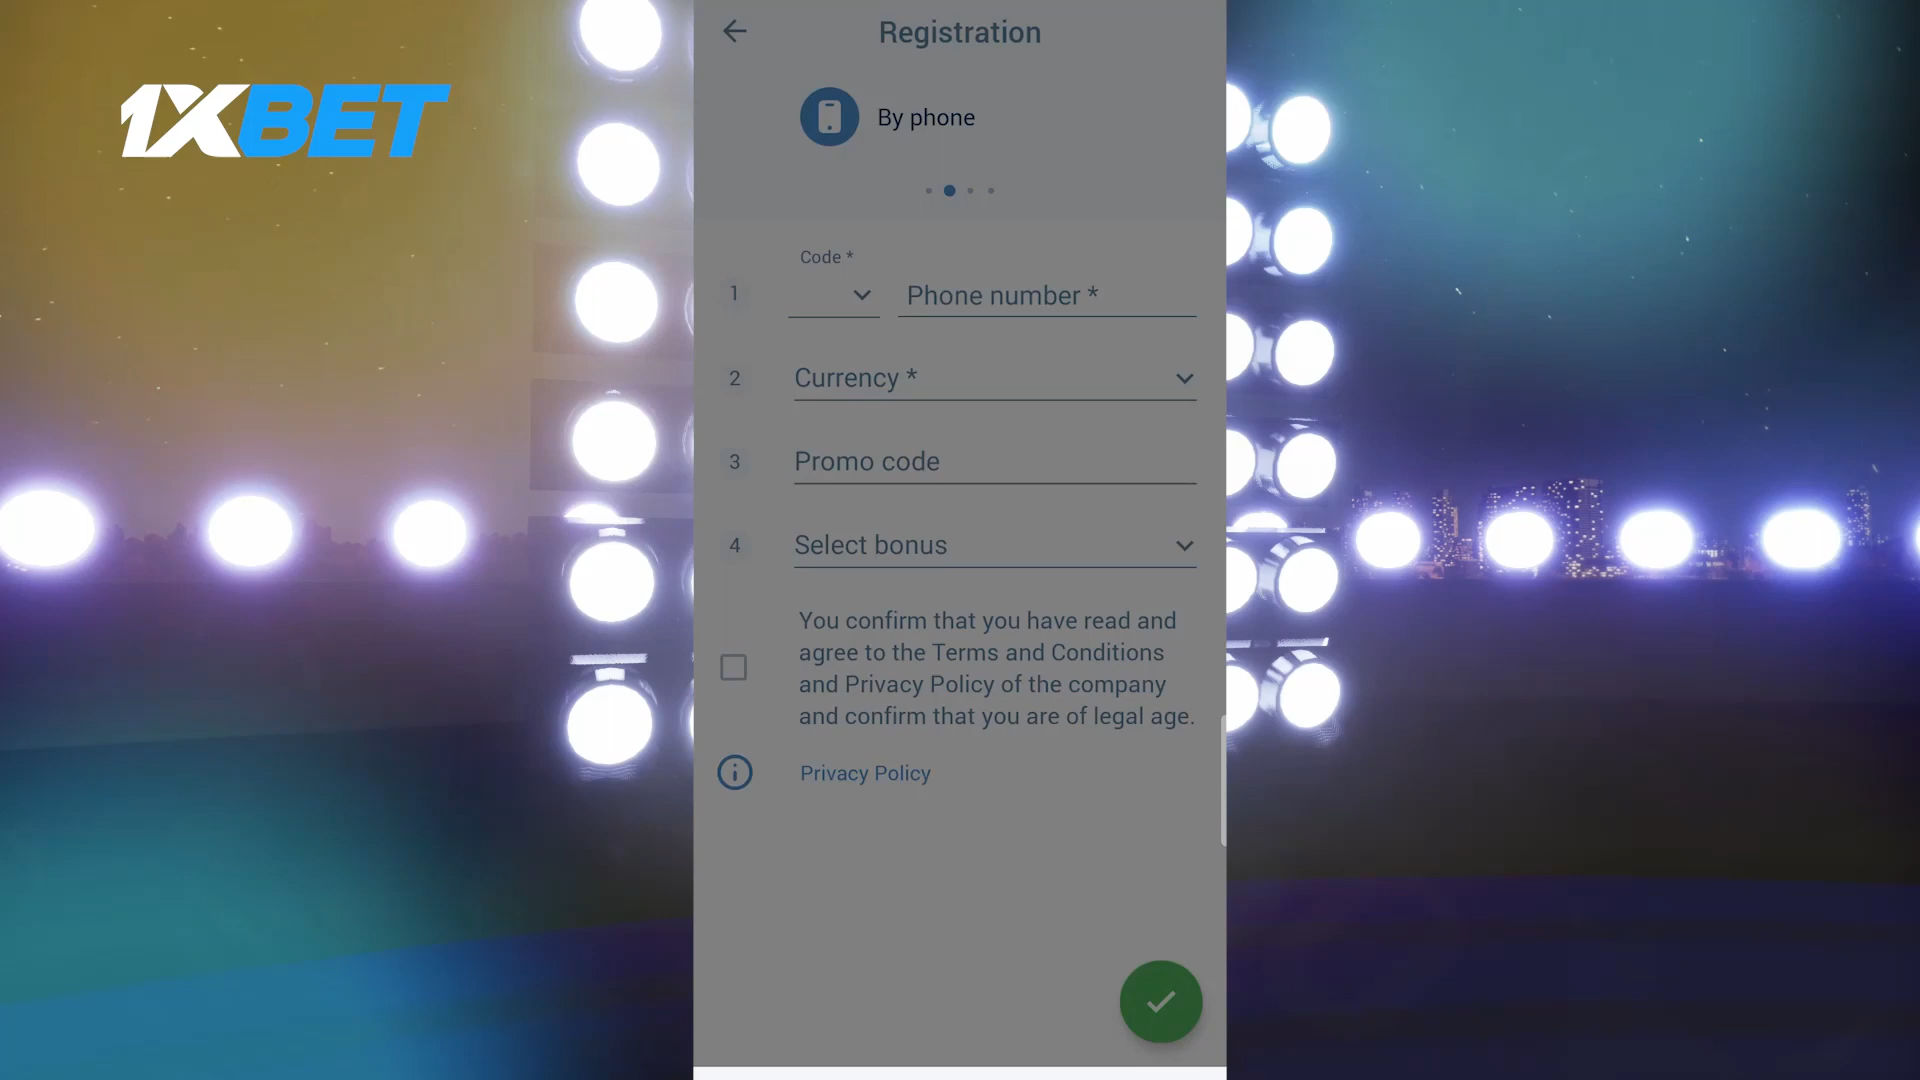 1XBET
Registration
By phone
Code *
1
Phone number *
2
Currency *
3
Promo code
4
Select bonus
You confirm that you have read and
agree to the Terms and Conditions
and Privacy Policy of the company
and confirm that you are of legal age.
Privacy Policy